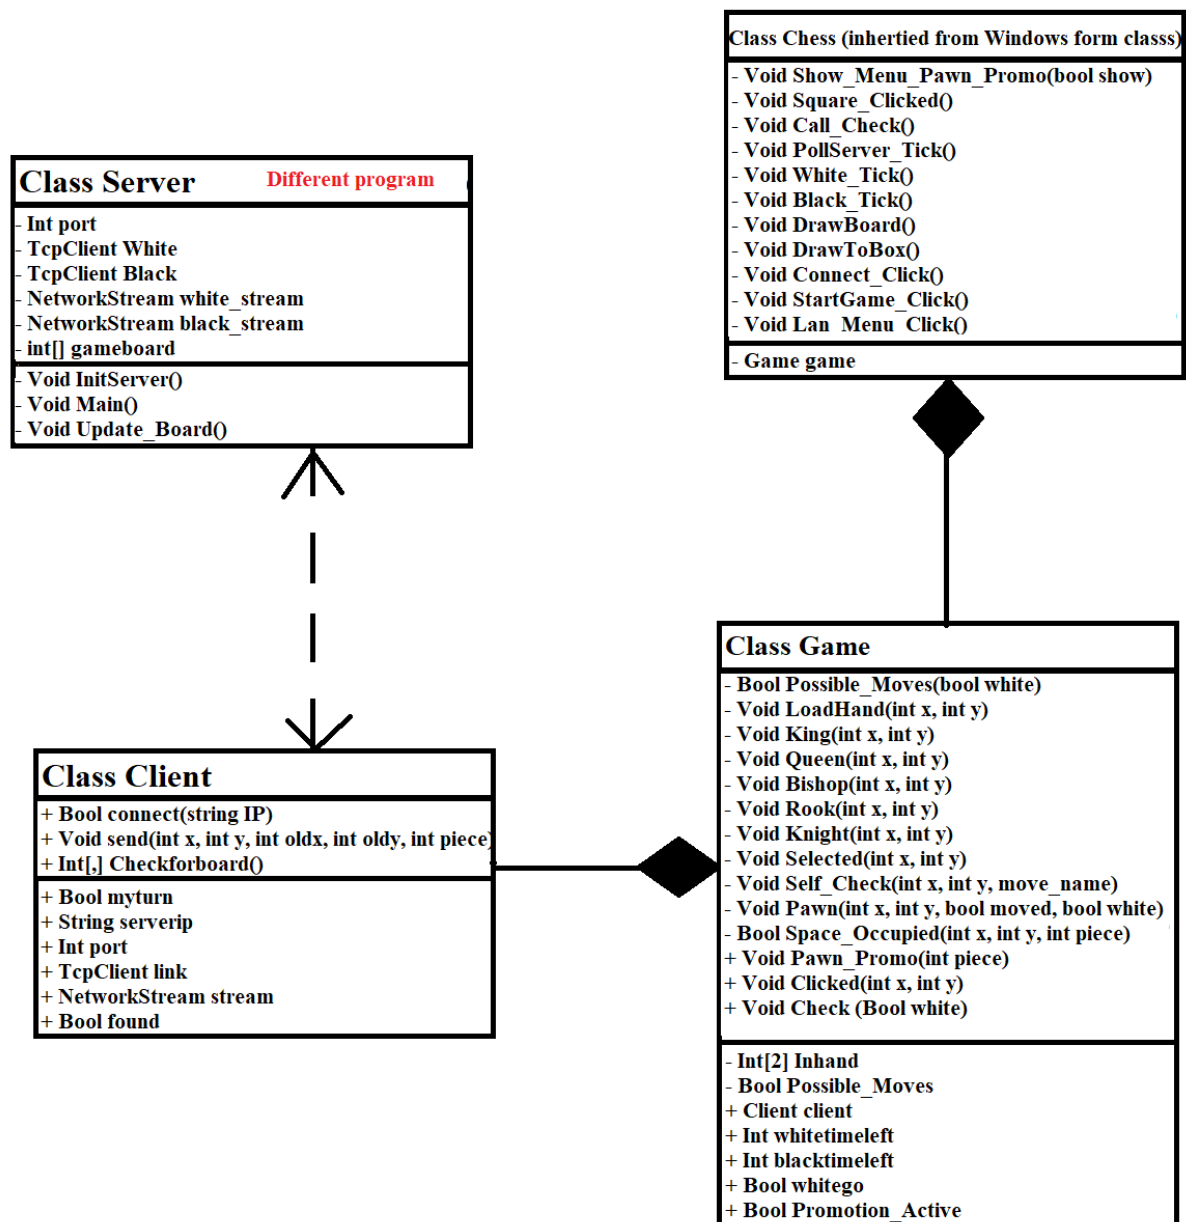 Class Chess (inhertied from Windows form classs)
- Void Show_Menu_Pawn_Promo(bool show)
- Void Square_Clicked()
- Void Call_Check()
- Void PollServer_Tick()
- Void White_Tick()
- Void Black_Tick()
- Void DrawBoard()
- Void DrawToBox()
- Void Connect_Click()
- Void StartGame_Click()
- Void Lan_Menu_Click()
- Game game
Class Server Different program
- Int port
- TcpClient White
- TcpClient Black
- NetworkStream white_stream
- NetworkStream black_stream
- int[] gameboard
- Void InitServer()
- Void Main()
- Void Update_Board()
Class Client
+ Bool connect(string IP)
+ Void send(int x, int y, int oldx, int oldy, int piece)
+ Int[,] Checkforboard()
+ Bool myturn
+ String serverip
+ Int port
+ TcpClient link
+ NetworkStream stream
+ Bool found
Class Game
- Bool Possible_Moves(bool white)
- Void LoadHand(int x, int y)
- Void King(int x, int y)
- Void Queen(int x, int y)
- Void Bishop(int x, int y)
- Void Rook(int x, int y)
- Void Knight(int x, int y)
- Void Selected(int x, int y)
- Void Self_Check(int x, int y, move_name)
- Void Pawn(int x, int y, bool moved, bool white)
- Bool Space_Occupied(int x, int y, int piece)
+ Void Pawn_Promo(int piece)
+ Void Clicked(int x, int y)
+ Void Check (Bool white)
- Int[2] Inhand
- Bool Possible_Moves
+ Client client
+ Int whitetimeleft
+ Int blacktimeleft
+ Bool whitego
+ Bool Promotion_Active